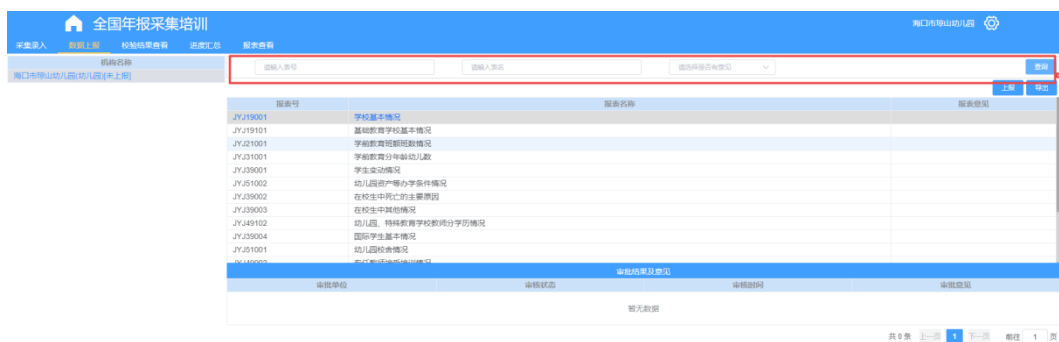 全国年报采集培训 海口市琼山幼儿园
采集录入 数据上报 校验结果查看 进度汇总 报表查看
机构名称
海口市琼山幼儿园(幼儿园)[未上报]
请输入表号 请输入表名 请选择是否有意见 查询
上报 导出
报表号 报表名称 报表意见
JYJ19001 学校基本情况
JYJ19101 基础教育学校基本情况
JYJ21001 学前教育班额班数情况
JYJ31001 学前教育分年龄幼儿数
JYJ39001 学生变动情况
JYJ51002 幼儿园资产等办学条件情况
JYJ39002 在校生中死亡的主要原因
JYJ39003 在校生中其他情况
JYJ49102 幼儿园、特殊教育学校教师分学历情况
JYJ39004 国际学生基本情况
JYJ51001 幼儿园校舍情况
审批结果及意见
审批单位 审核状态 审核时间 审批意见
暂无数据
共 0 条 上一页 1 下一页 前往 1 页